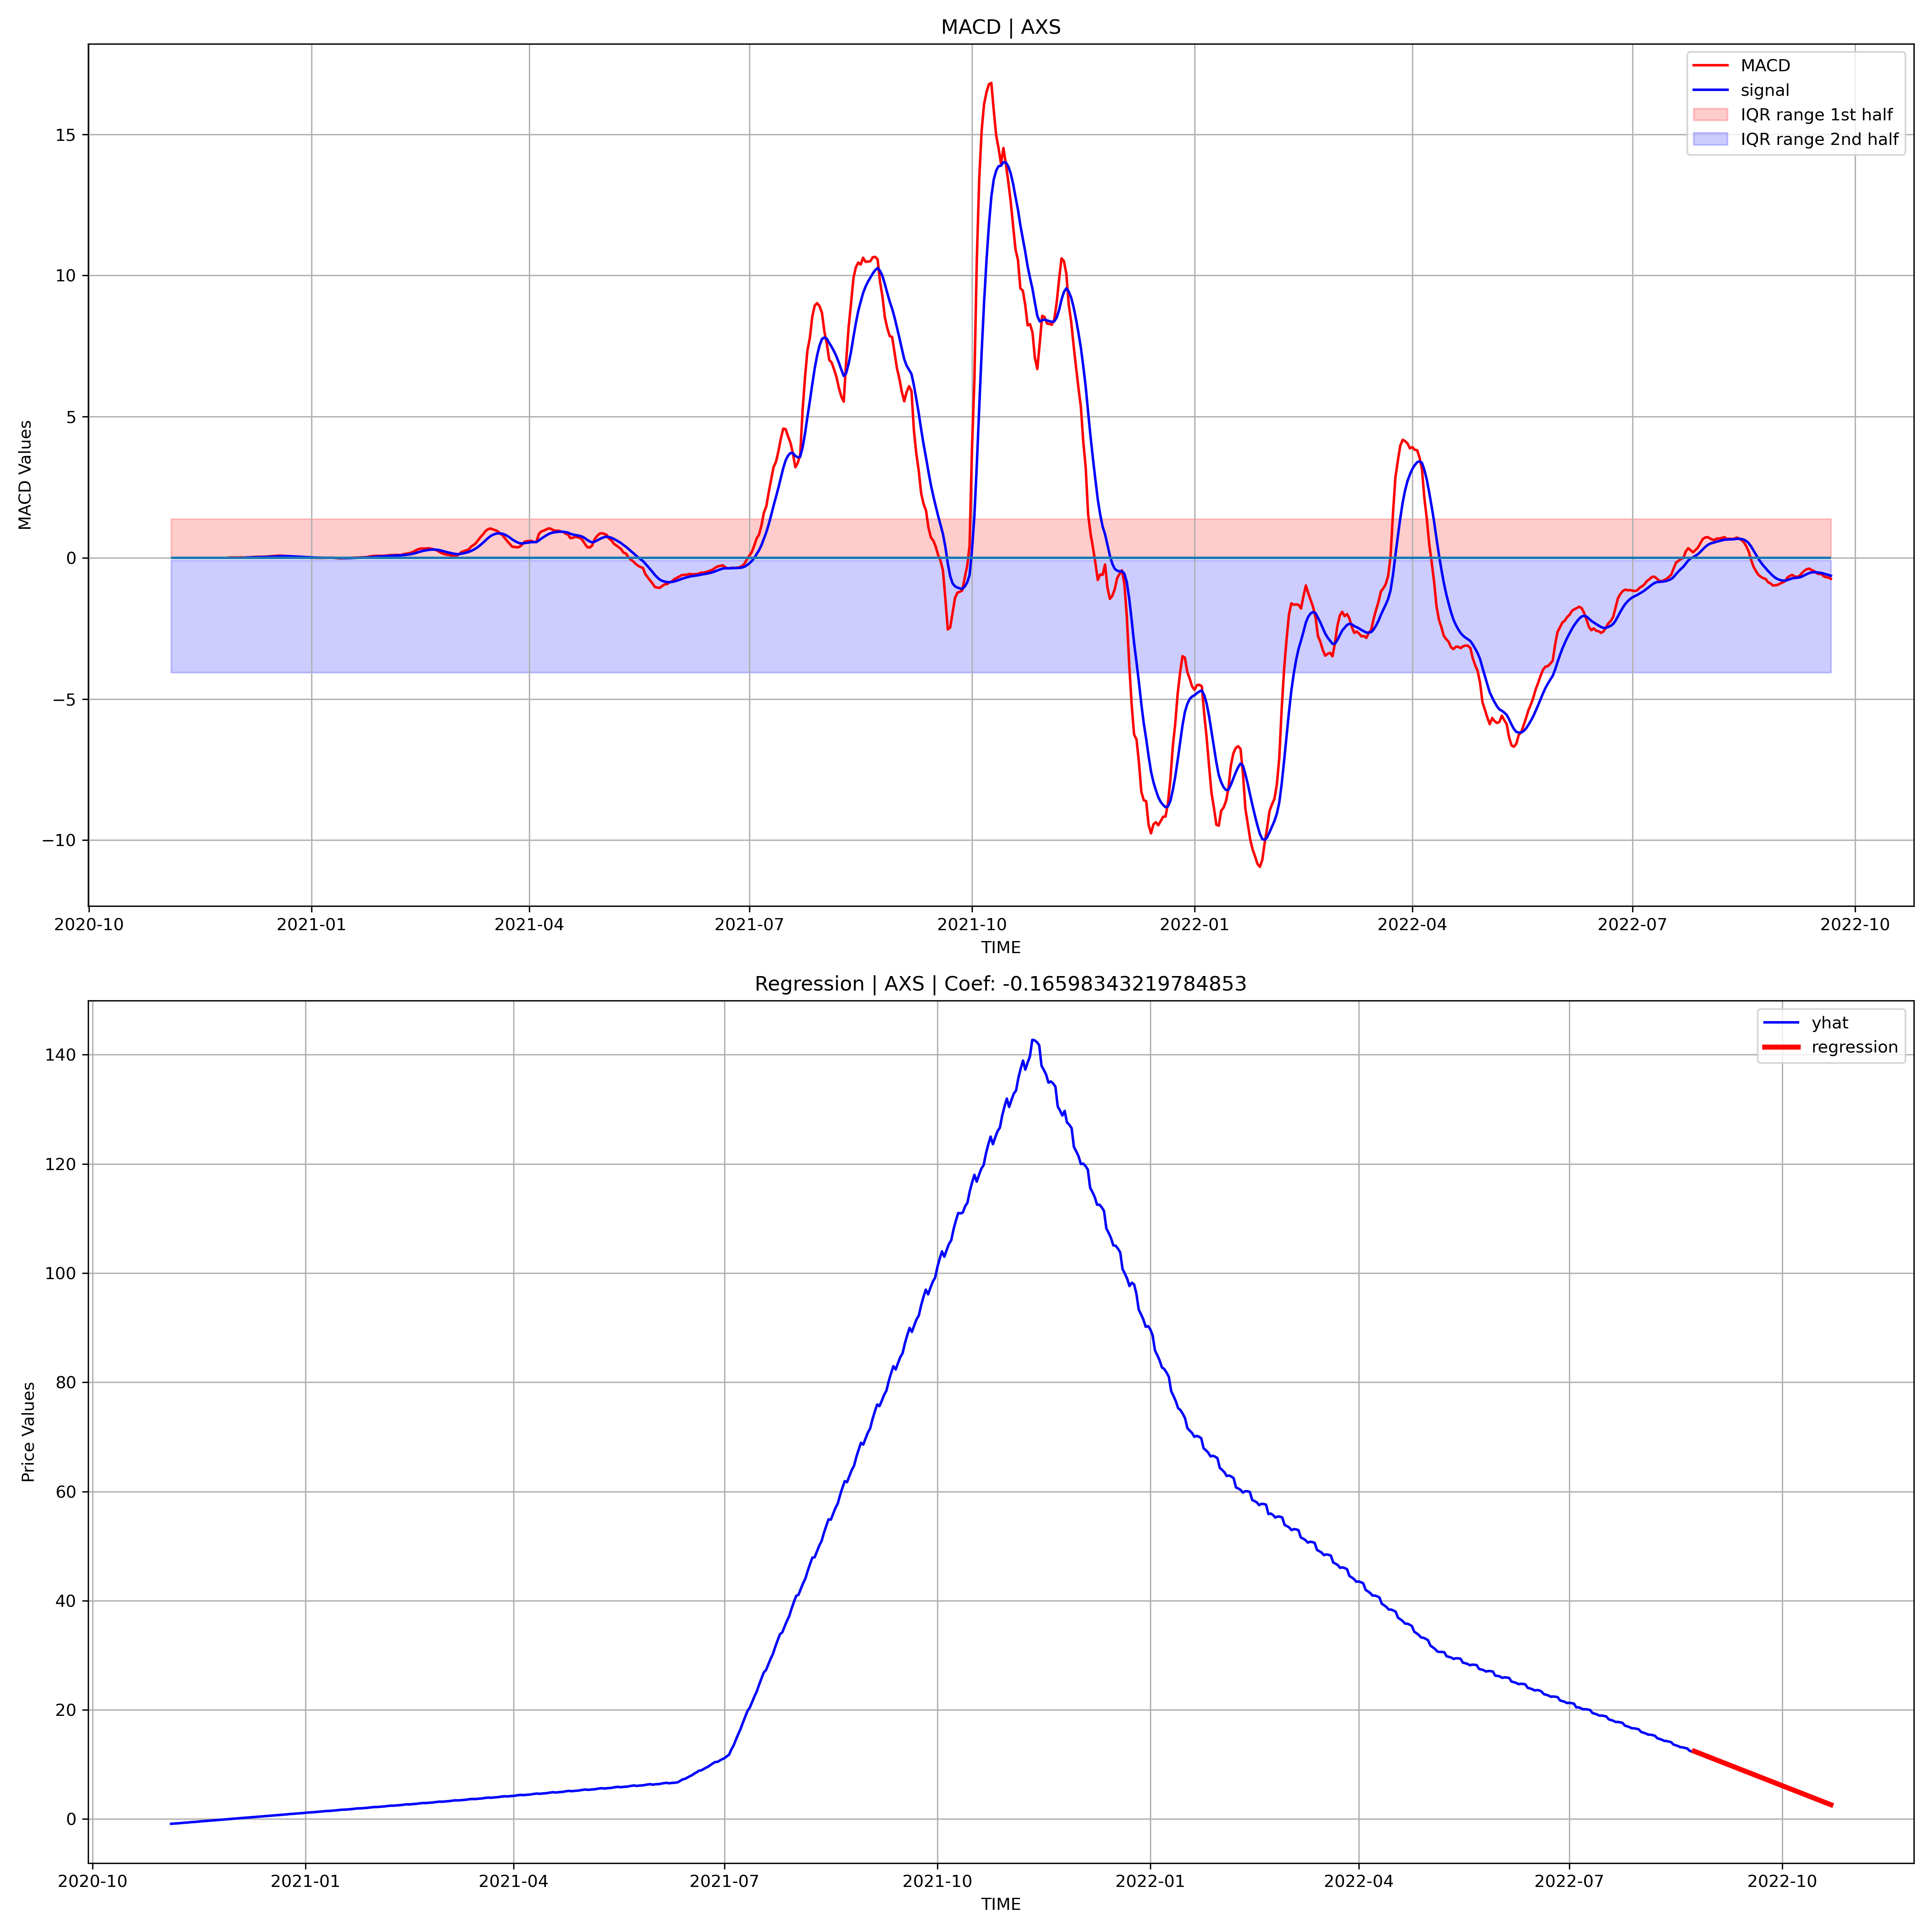 MACD | AXS
MACD
signal
IQR range 1st half
IQR range 2nd half
MACD Values
15
10
5
0
−5
−10
2020-10 2021-01 2021-04 2021-07 2021-10 2022-01 2022-04 2022-07 2022-10
TIME
Regression | AXS | Coef: -0.16598343219784853
yhat
regression
Price Values
140
120
100
80
60
40
20
0
2020-10 2021-01 2021-04 2021-07 2021-10 2022-01 2022-04 2022-07 2022-10
TIME